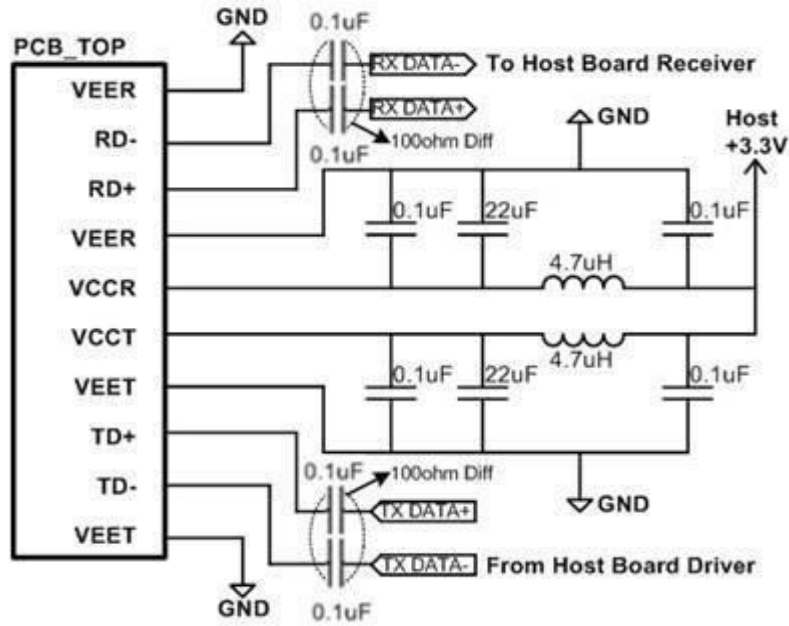 GND
0.1uF
PCB_TOP
VEER
RX DATA-
To Host Board Receiver
RD-
RX DATA+
GND
Host
+3.3V
0.1uF
100ohm Diff
RD+
VEER
0.1uF
22uF
0.1uF
4.7uH
VCCR
VCCT
4.7uH
0.1uF
22uF
0.1uF
VEET
TD+
0.1uF
100ohm Diff
TD-
TX DATA+
GND
VEET
TX DATA-
From Host Board Driver
GND
0.1uF